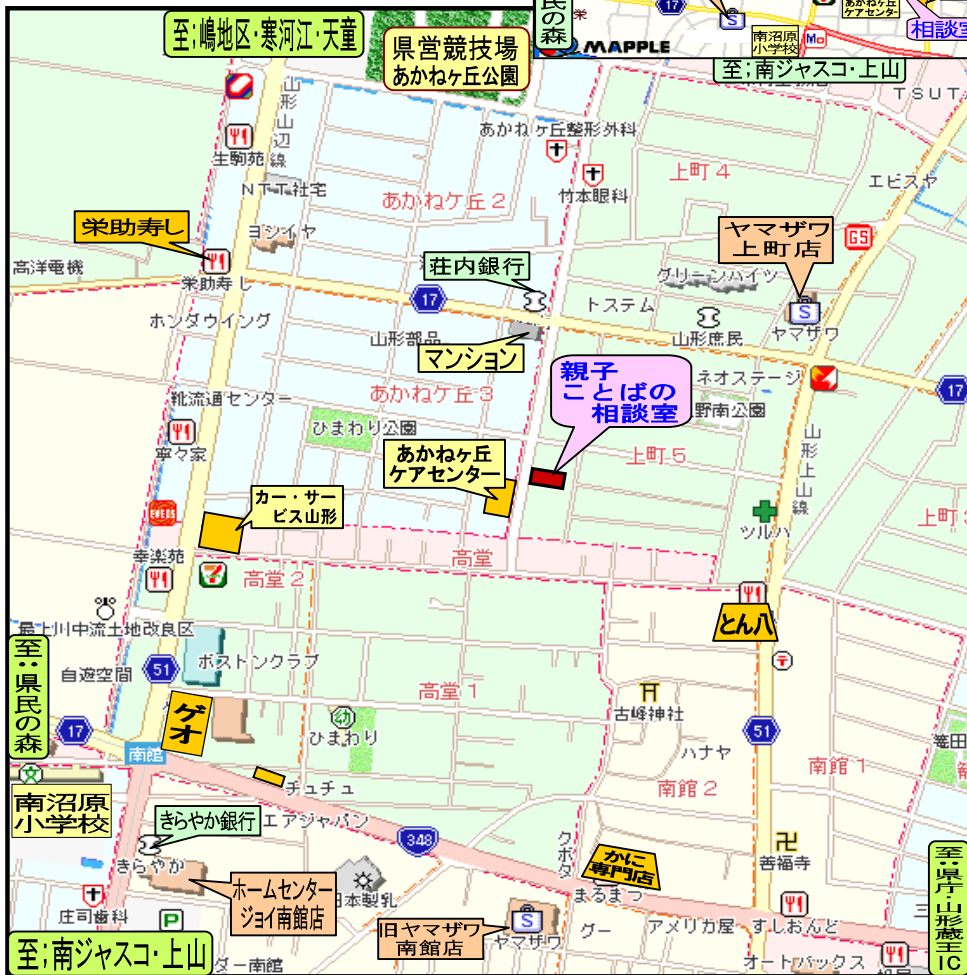 民の森
栄
17
S
南沼原
小学校
Mo
あかねヶ丘
ケアセンター
相談室
MAPPLE
至;嶋地区・寒河江・天童
県営競技場
あかねヶ丘公園
至;南ジャスコ・上山
TSUT
山形山辺線
生駒苑
あかねヶ丘整形外科
竹本眼科
上町4
エビスヤ
NTT社宅
あかねケ丘2
栄助寿し
ヨシイヤ
ヤマザワ
上町店
GS
高洋電機
栄助寿し
荘内銀行
グリーンハイツ
17
トステム
S
ホンダウイング
山形部品
山形庶民
ヤマザワ
マンション
親子
ことばの
相談室
ネオステージ
17
靴流通センター
あかねケ丘3
野南公園
ひまわり公園
山形上山線
寧々家
あかねヶ丘
ケアセンター
上町5
カー・サー
ビス山形
上町
ツルハ
幸楽苑
高堂
高堂2
最上川中流土地改良区
とん八
至;県民の森
自遊空間
51
ボストンクラブ
高堂1
古峰神社
17
ゲオ
幼
ひまわり
51
篭田
南館
ハナヤ
南館1
南館2
チュチュ
南沼原
小学校
きらやか銀行
エアジャパン
348
クボタ
かに
専門店
善福寺
きらやか
まるまつ
ホームセンター
ジョイ南館店
日本製乳
庄司歯科
P
旧ヤマザワ
南館店
S
ヤマザワ
グー
アメリカ屋
すしおんど
三
至;県庁・山形蔵王IC
至;南ジャスコ・上山
ダー南館
オートバックス